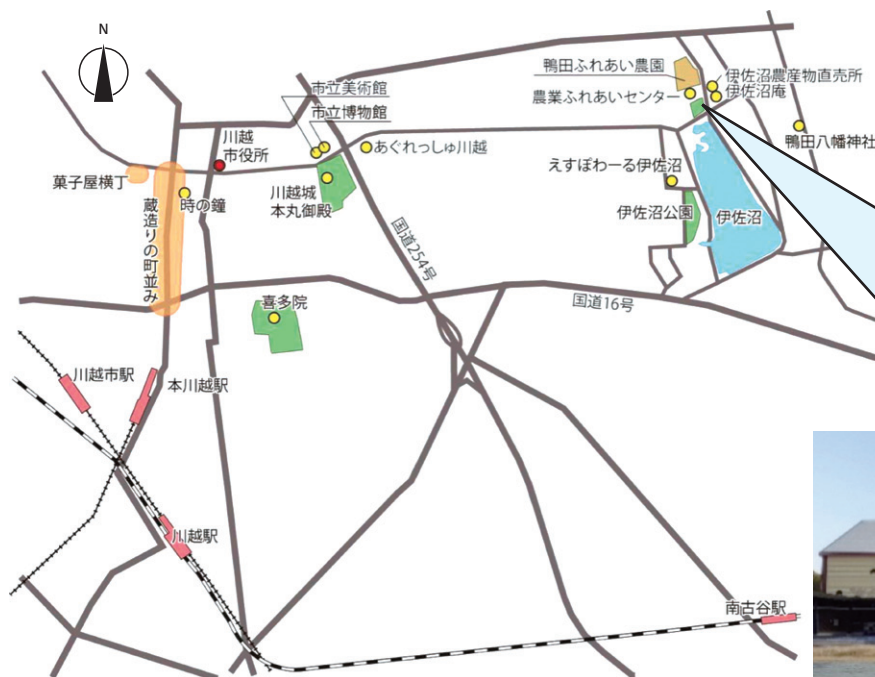 N
鴨田ふれあい農園
伊佐沼農産物直売所
市立美術館
農業ふれあいセンター
伊佐沼庵
市立博物館
川越
市役所
あぐれっしゅ川越
鴨田八幡神社
えすぽわーる伊佐沼
菓子屋横丁
時の鐘
川越城
本丸御殿
蔵造りの町並み
伊佐沼公園
伊佐沼
国道254号
国道16号
喜多院
川越市駅
本川越駅
川越駅
南古谷駅